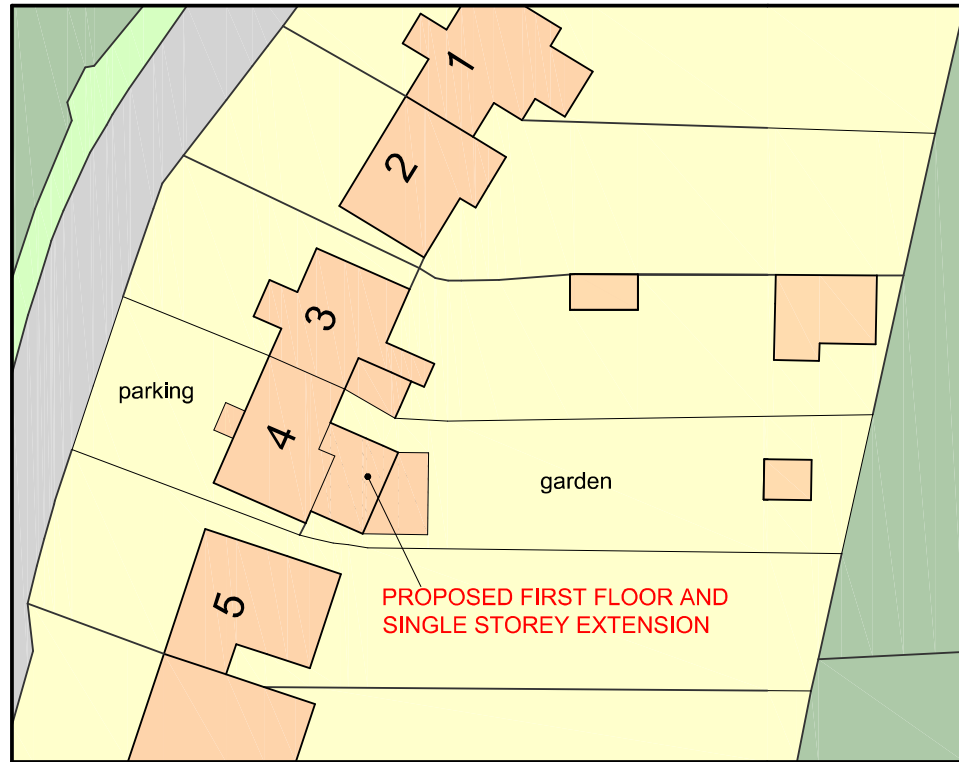 1
2
3
parking
4
garden
PROPOSED FIRST FLOOR AND
SINGLE STOREY EXTENSION
5